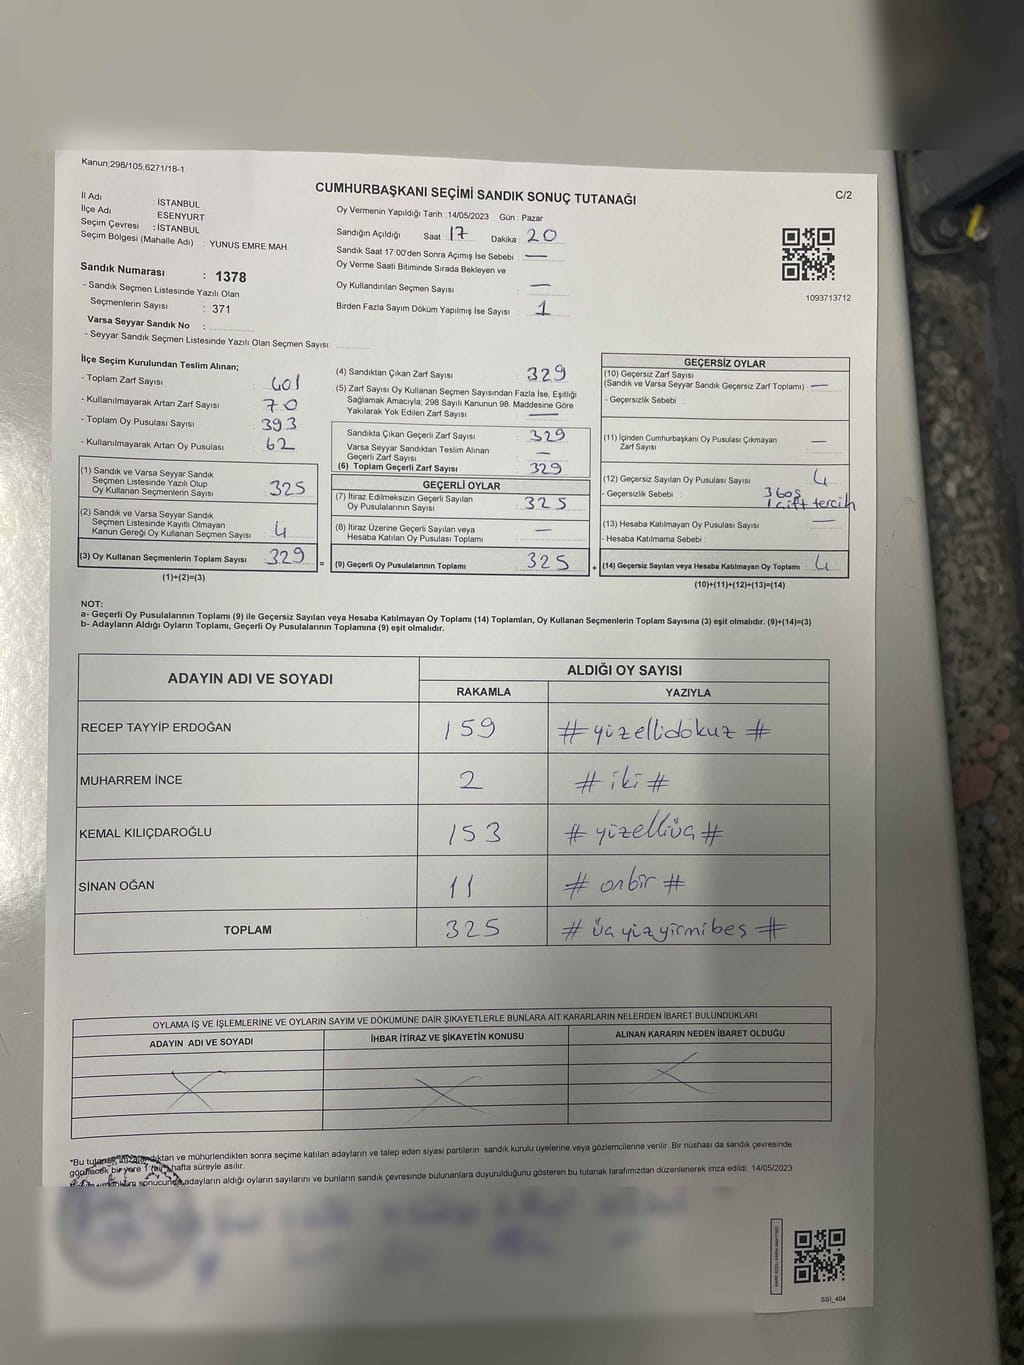 Kanun;298/105;6271/18-1
CUMHURBAŞKANI SEÇİMİ SANDIK SONUÇ TUTANAĞI
C/2
İl Adı : İSTANBUL
İlçe Adı : ESENYURT
Seçim Çevresi : İSTANBUL
Seçim Bölgesi (Mahalle Adı) : YUNUS EMRE MAH.
Sandık Numarası : 1378
- Sandık Seçmen Listesinde Yazılı Olan
Seçmenlerin Sayısı : 371
Varsa Seyyar Sandık No :
- Seyyar Sandık Seçmen Listesinde Yazılı Olan Seçmen Sayısı:
Oy Vermenin Yapıldığı Tarih : 14/05/2023 Gün : Pazar
Sandığın Açıldığı Saat : 17 Dakika : 20
Sandık Saat 17:00'den Sonra Açımış İse Sebebi : —
Oy Verme Saati Bitiminde Sırada Bekleyen ve
Oy Kullandırılan Seçmen Sayısı : —
Birden Fazla Sayım Döküm Yapılmış İse Sayısı : 1
1093713712
İlçe Seçim Kurulundan Teslim Alınan;
- Toplam Zarf Sayısı : 401
- Kullanılmayarak Artan Zarf Sayısı : 70
- Toplam Oy Pusulası Sayısı : 393
- Kullanılmayarak Artan Oy Pusulası : 62
(1) Sandık ve Varsa Seyyar Sandık
Seçmen Listesinde Yazılı Olup
Oy Kullanan Seçmenlerin Sayısı : 325
(2) Sandık ve Varsa Seyyar Sandık
Seçmen Listesinde Kayıtlı Olmayan
Kanun Gereği Oy Kullanan Seçmen Sayısı : 4
(3) Oy Kullanan Seçmenlerin Toplam Sayısı : 329 =
(1)+(2)=(3)
(4) Sandıktan Çıkan Zarf Sayısı : 329
(5) Zarf Sayısı Oy Kullanan Seçmen Sayısından Fazla İse, Eşitliği
Sağlamak Amacıyla; 298 Sayılı Kanunun 98. Maddesine Göre
Yakılarak Yok Edilen Zarf Sayısı : —
Sandıkta Çıkan Geçerli Zarf Sayısı : 329
Varsa Seyyar Sandıktan Teslim Alınan
Geçerli Zarf Sayısı : —
(6) Toplam Geçerli Zarf Sayısı : 329
GEÇERLİ OYLAR
(7) İtiraz Edilmeksizin Geçerli Sayılan
Oy Pusulalarının Sayısı : 325
(8) İtiraz Üzerine Geçerli Sayılan veya
Hesaba Katılan Oy Pusulası Toplamı : —
(9) Geçerli Oy Pusulalarının Toplamı : 325 +
GEÇERSİZ OYLAR
(10) Geçersiz Zarf Sayısı
(Sandık ve Varsa Seyyar Sandık Geçersiz Zarf Toplamı) : —
- Geçersizlik Sebebi :
(11) İçinden Cumhurbaşkanı Oy Pusulası Çıkmayan
Zarf Sayısı : —
(12) Geçersiz Sayılan Oy Pusulası Sayısı : 4
- Geçersizlik Sebebi : 3 boş
1 çift tercih
(13) Hesaba Katılmayan Oy Pusulası Sayısı : —
- Hesaba Katılmama Sebebi :
(14) Geçersiz Sayılan veya Hesaba Katılmayan Oy Toplamı : 4
(10)+(11)+(12)+(13)=(14)
NOT:
a- Geçerli Oy Pusulalarının Toplamı (9) ile Geçersiz Sayılan veya Hesaba Katılmayan Oy Toplamı (14) Toplamları, Oy Kullanan Seçmenlerin Toplam Sayısına (3) eşit olmalıdır. (9)+(14)=(3)
b- Adayların Aldığı Oyların Toplamı, Geçerli Oy Pusulalarının Toplamına (9) eşit olmalıdır.
ADAYIN ADI VE SOYADI ALDIĞI OY SAYISI
RAKAMLA YAZIYLA
RECEP TAYYİP ERDOĞAN 159 # yüzellidokuz #
MUHARREM İNCE 2 # iki #
KEMAL KILIÇDAROĞLU 153 # yüzelliüç #
SİNAN OĞAN 11 # onbir #
TOPLAM 325 # üçyüzyirmibeş #
OYLAMA İŞ VE İŞLEMLERİNE VE OYLARIN SAYIM VE DÖKÜMÜNE DAİR ŞİKAYETLERLE BUNLARA AİT KARARLARIN NELERDEN İBARET BULUNDUKLARI
ADAYIN ADI VE SOYADI İHBAR İTİRAZ VE ŞİKAYETİN KONUSU ALINAN KARARIN NEDEN İBARET OLDUĞU
*Bu tutanak imzalandıktan ve mühürlendikten sonra seçime katılan adayların ve talep eden siyasi partilerin sandık kurulu üyelerine veya gözlemcilerine verilir. Bir nüshası da sandık çevresinde
görülecek bir yere 1 (bir) hafta süreyle asılır.
sonucunda,adayların aldığı oyların sayılarını ve bunların sandık çevresinde bulunanlara duyurulduğunu gösteren bu tutanak tarafımızdan düzenlenerek imza edildi. 14/05/2023
SSI_404